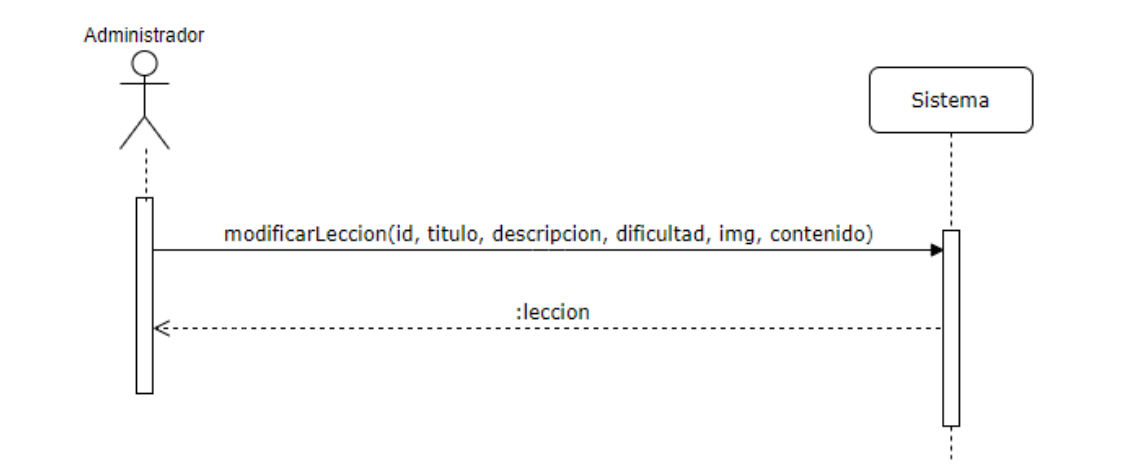 Administrador
Sistema
modificarLeccion(id, titulo, descripcion, dificultad, img, contenido)
:leccion